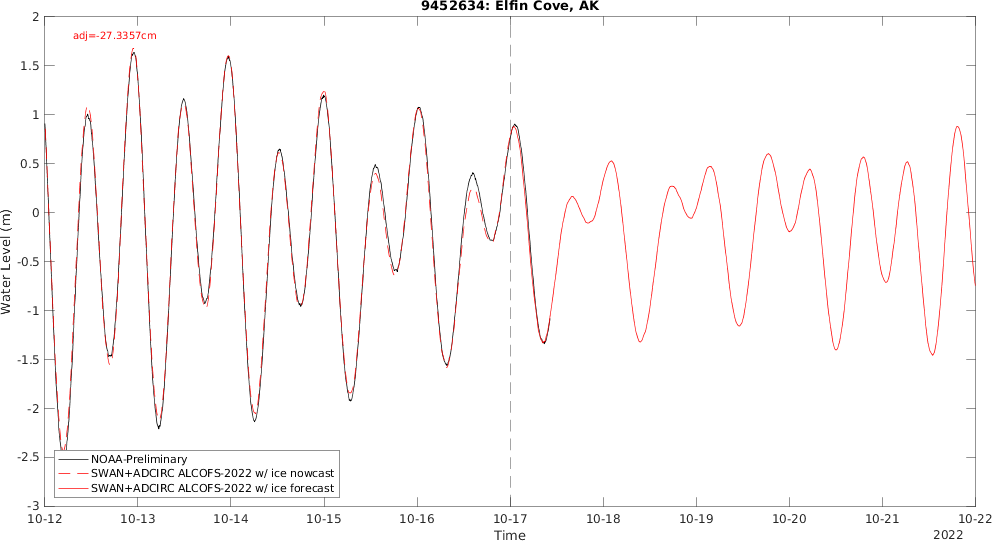 9452634: Elfin Cove, AK
adj=-27.3357cm
2
1.5
1
0.5
0
-0.5
-1
-1.5
-2
-2.5
-3
Water Level (m)
NOAA-Preliminary
SWAN+ADCIRC ALCOFS-2022 w/ ice nowcast
SWAN+ADCIRC ALCOFS-2022 w/ ice forecast
10-12 10-13 10-14 10-15 10-16 10-17 10-18 10-19 10-20 10-21 10-22
Time
2022